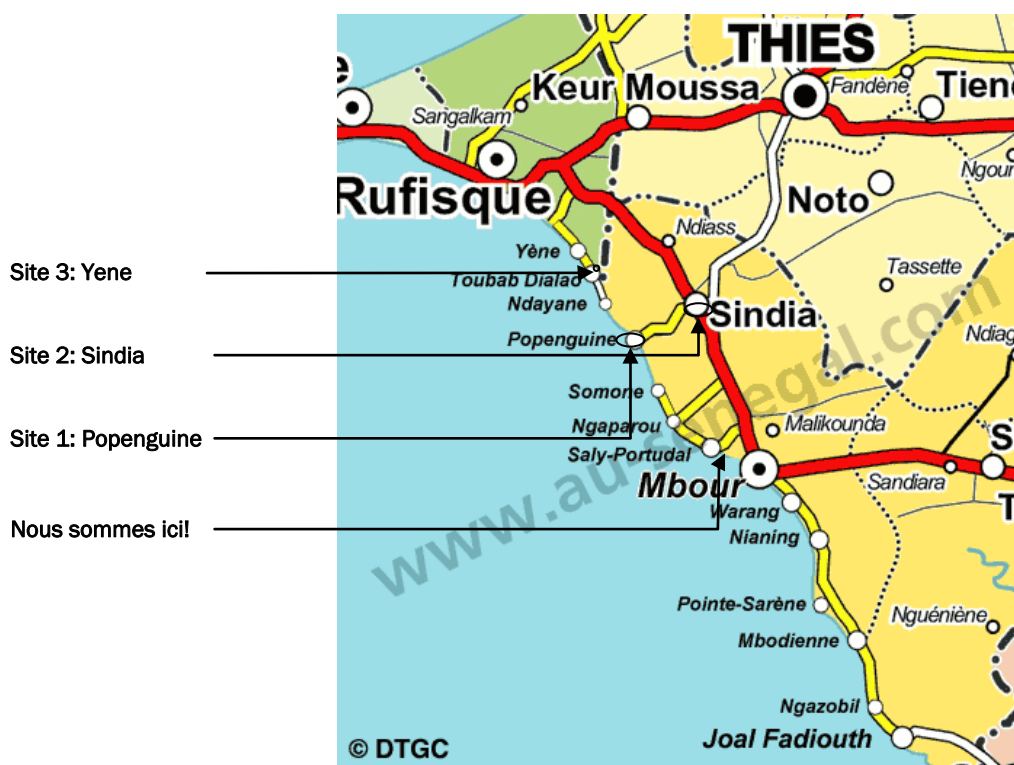 THIES
e
Keur Moussa
Fandène
Sangalkam
Rufisque
Noto
Ndiass
Yène
Site 3: Yene
Toubab Dialao
Tassette
Ndayane
Sindia
Popenguine
Site 2: Sindia
Somone
Ngaparou
Malikounda
Site 1: Popenguine
Saly-Portudal
Mbour
Sandiara
S
Warang
T
Nous sommes ici!
Nianing
Pointe-Sarène
Nguéniène
Mbodienne
Ngazobil
Joal Fadiouth
© DTGC
www.au-senegal.com
Tiend
Ngour
Ndiag